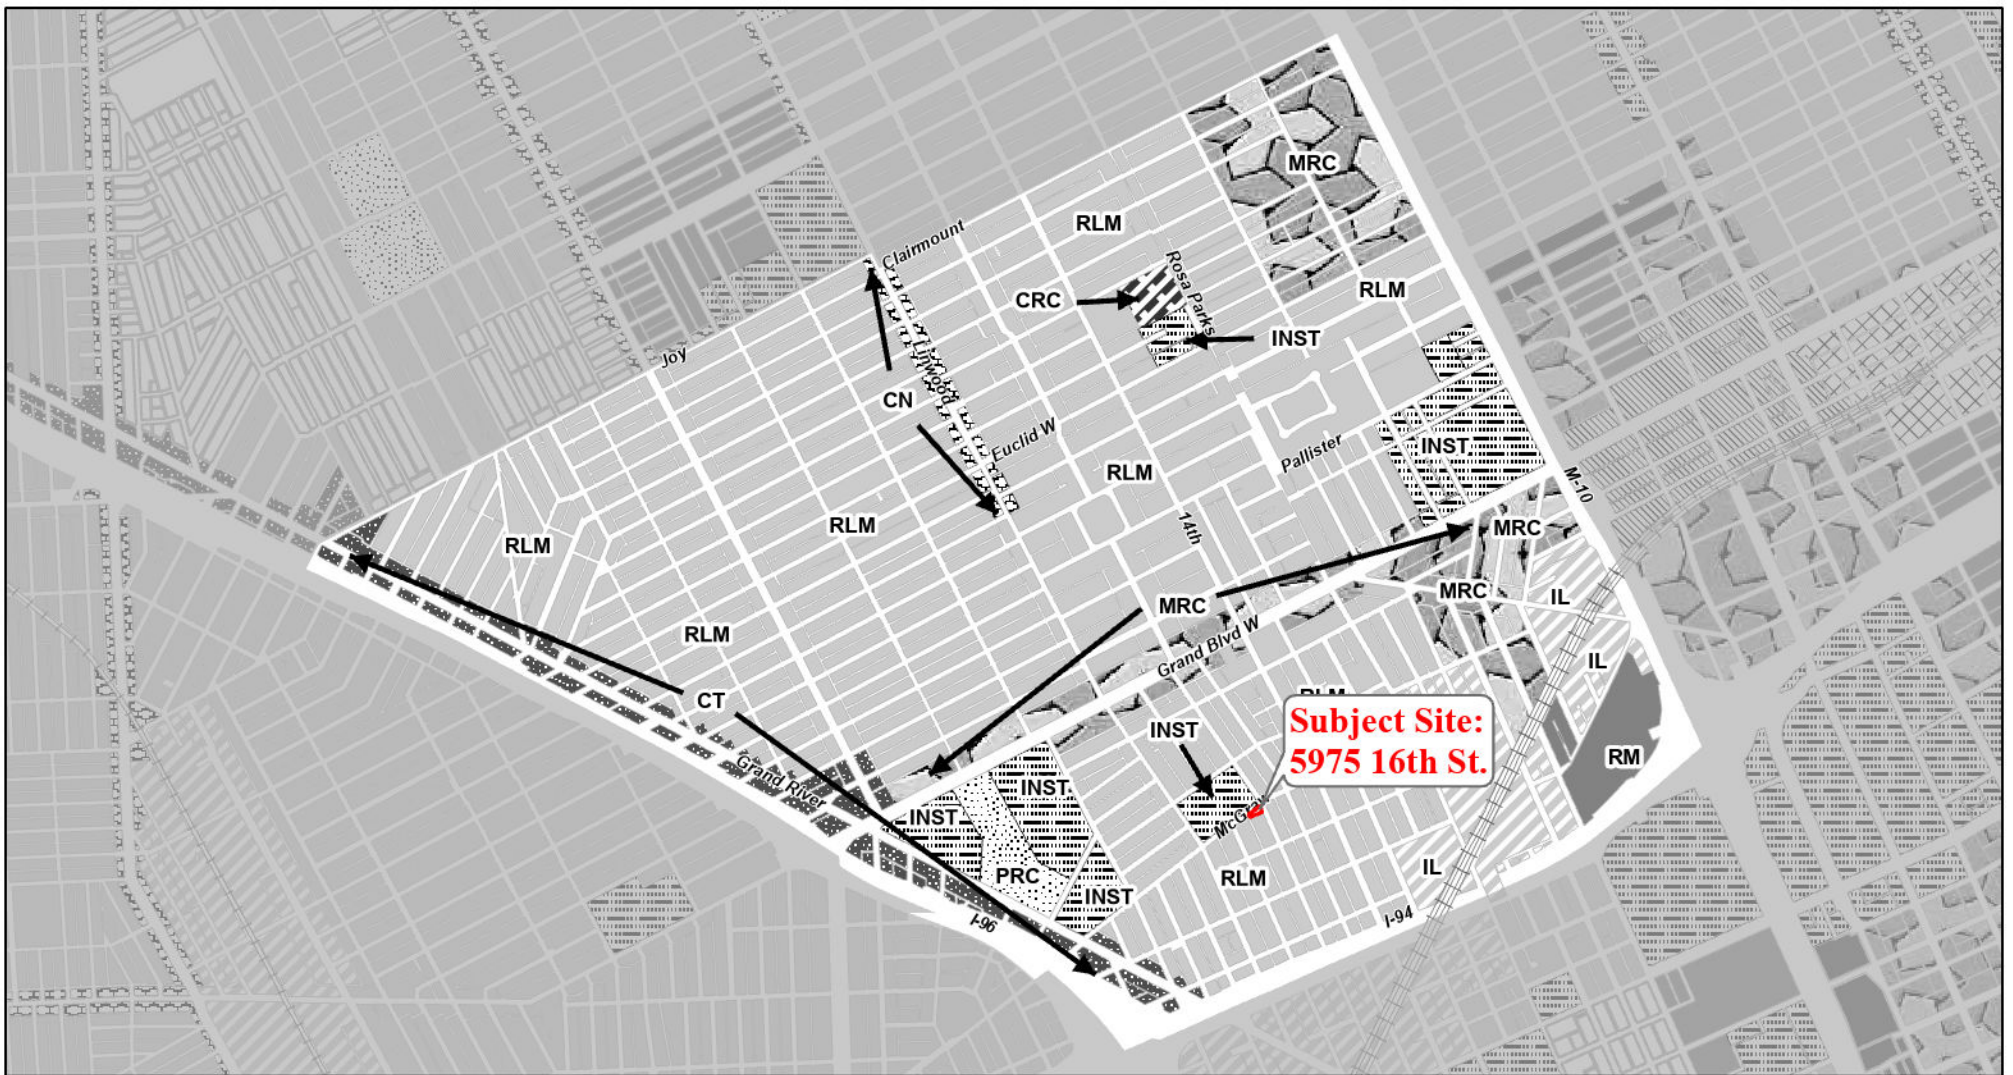 MRC
RLM
Clairmount
Rosa Parks
RLM
CRC
INST
Joy
Linwood
CN
Euclid W
Pallister
INST
RLM
M-10
RLM
14th
MRC
RLM
MRC
IL
MRC
RLM
Grand Blvd W
IL
CT
RLM
INST
Subject Site:
5975 16th St.
RM
Grand River
INST
INST
IL
PRC
RLM
INST
I-96
I-94